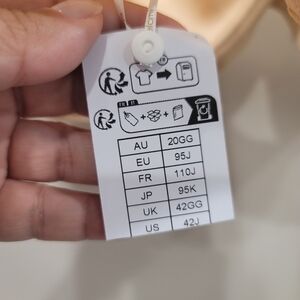 FR
AU 20GG
EU 95J
FR 110J
JP 95K
UK 42GG
US 42J